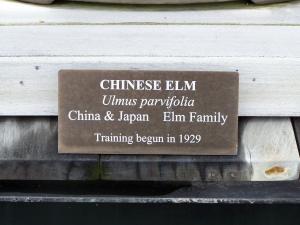 CHINESE ELM
Ulmus parvifolia
China & Japan Elm Family
Training begun in 1929